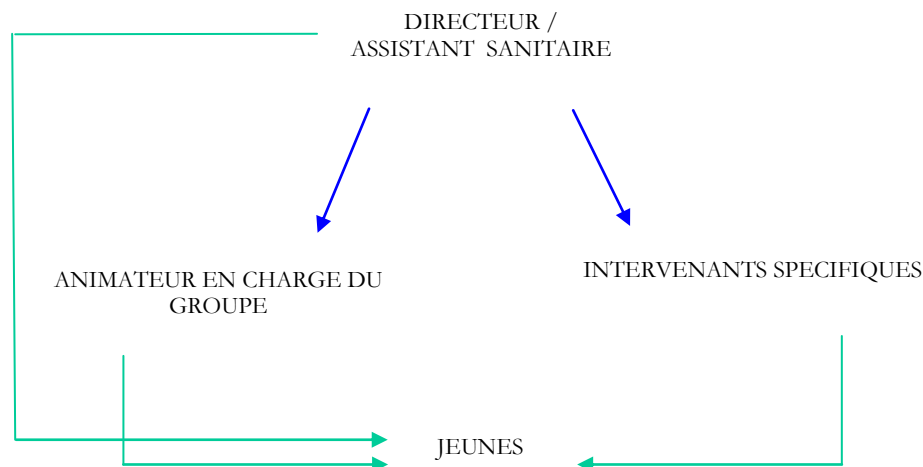 DIRECTEUR /
ASSISTANT SANITAIRE
ANIMATEUR EN CHARGE DU
GROUPE
INTERVENANTS SPECIFIQUES
JEUNES